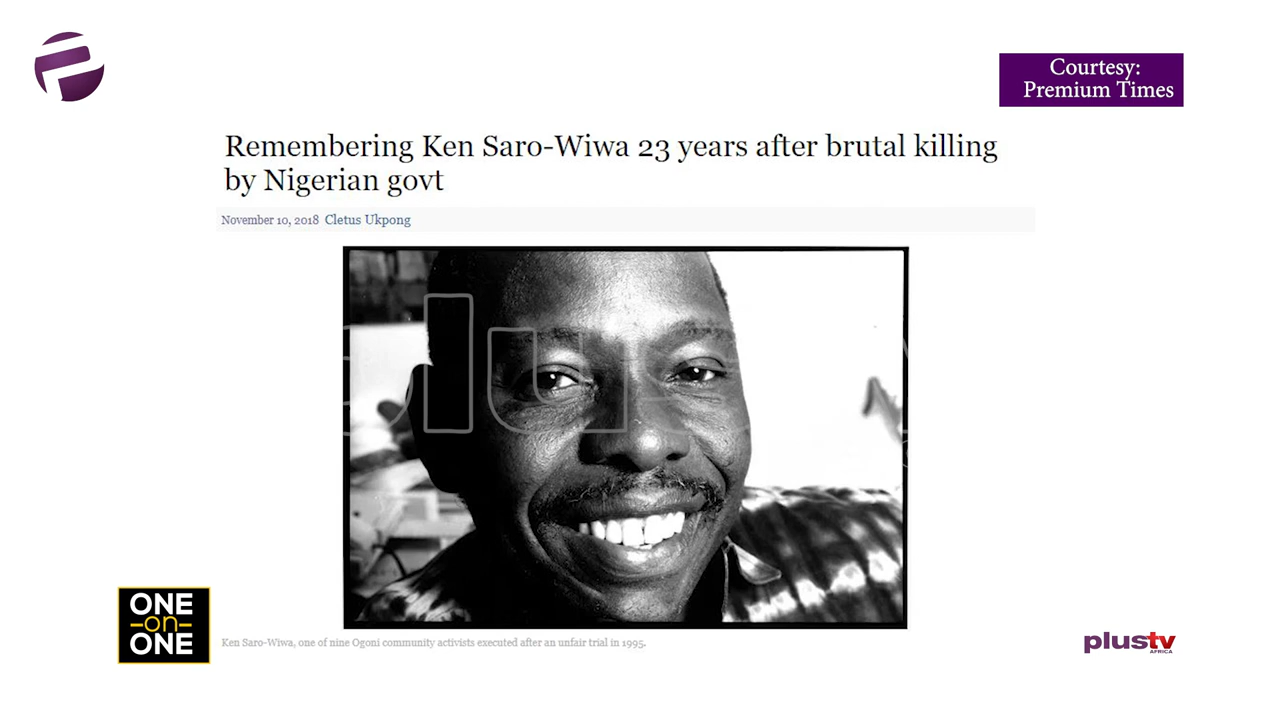 Courtesy:
Premium Times
Remembering Ken Saro-Wiwa 23 years after brutal killing
by Nigerian govt
November 10, 2018 Cletus Ukpong
plus
ONE
on
ONE
Ken Saro-Wiwa, one of nine Ogoni community activists executed after an unfair trial in 1995.
plustv
AFRICA